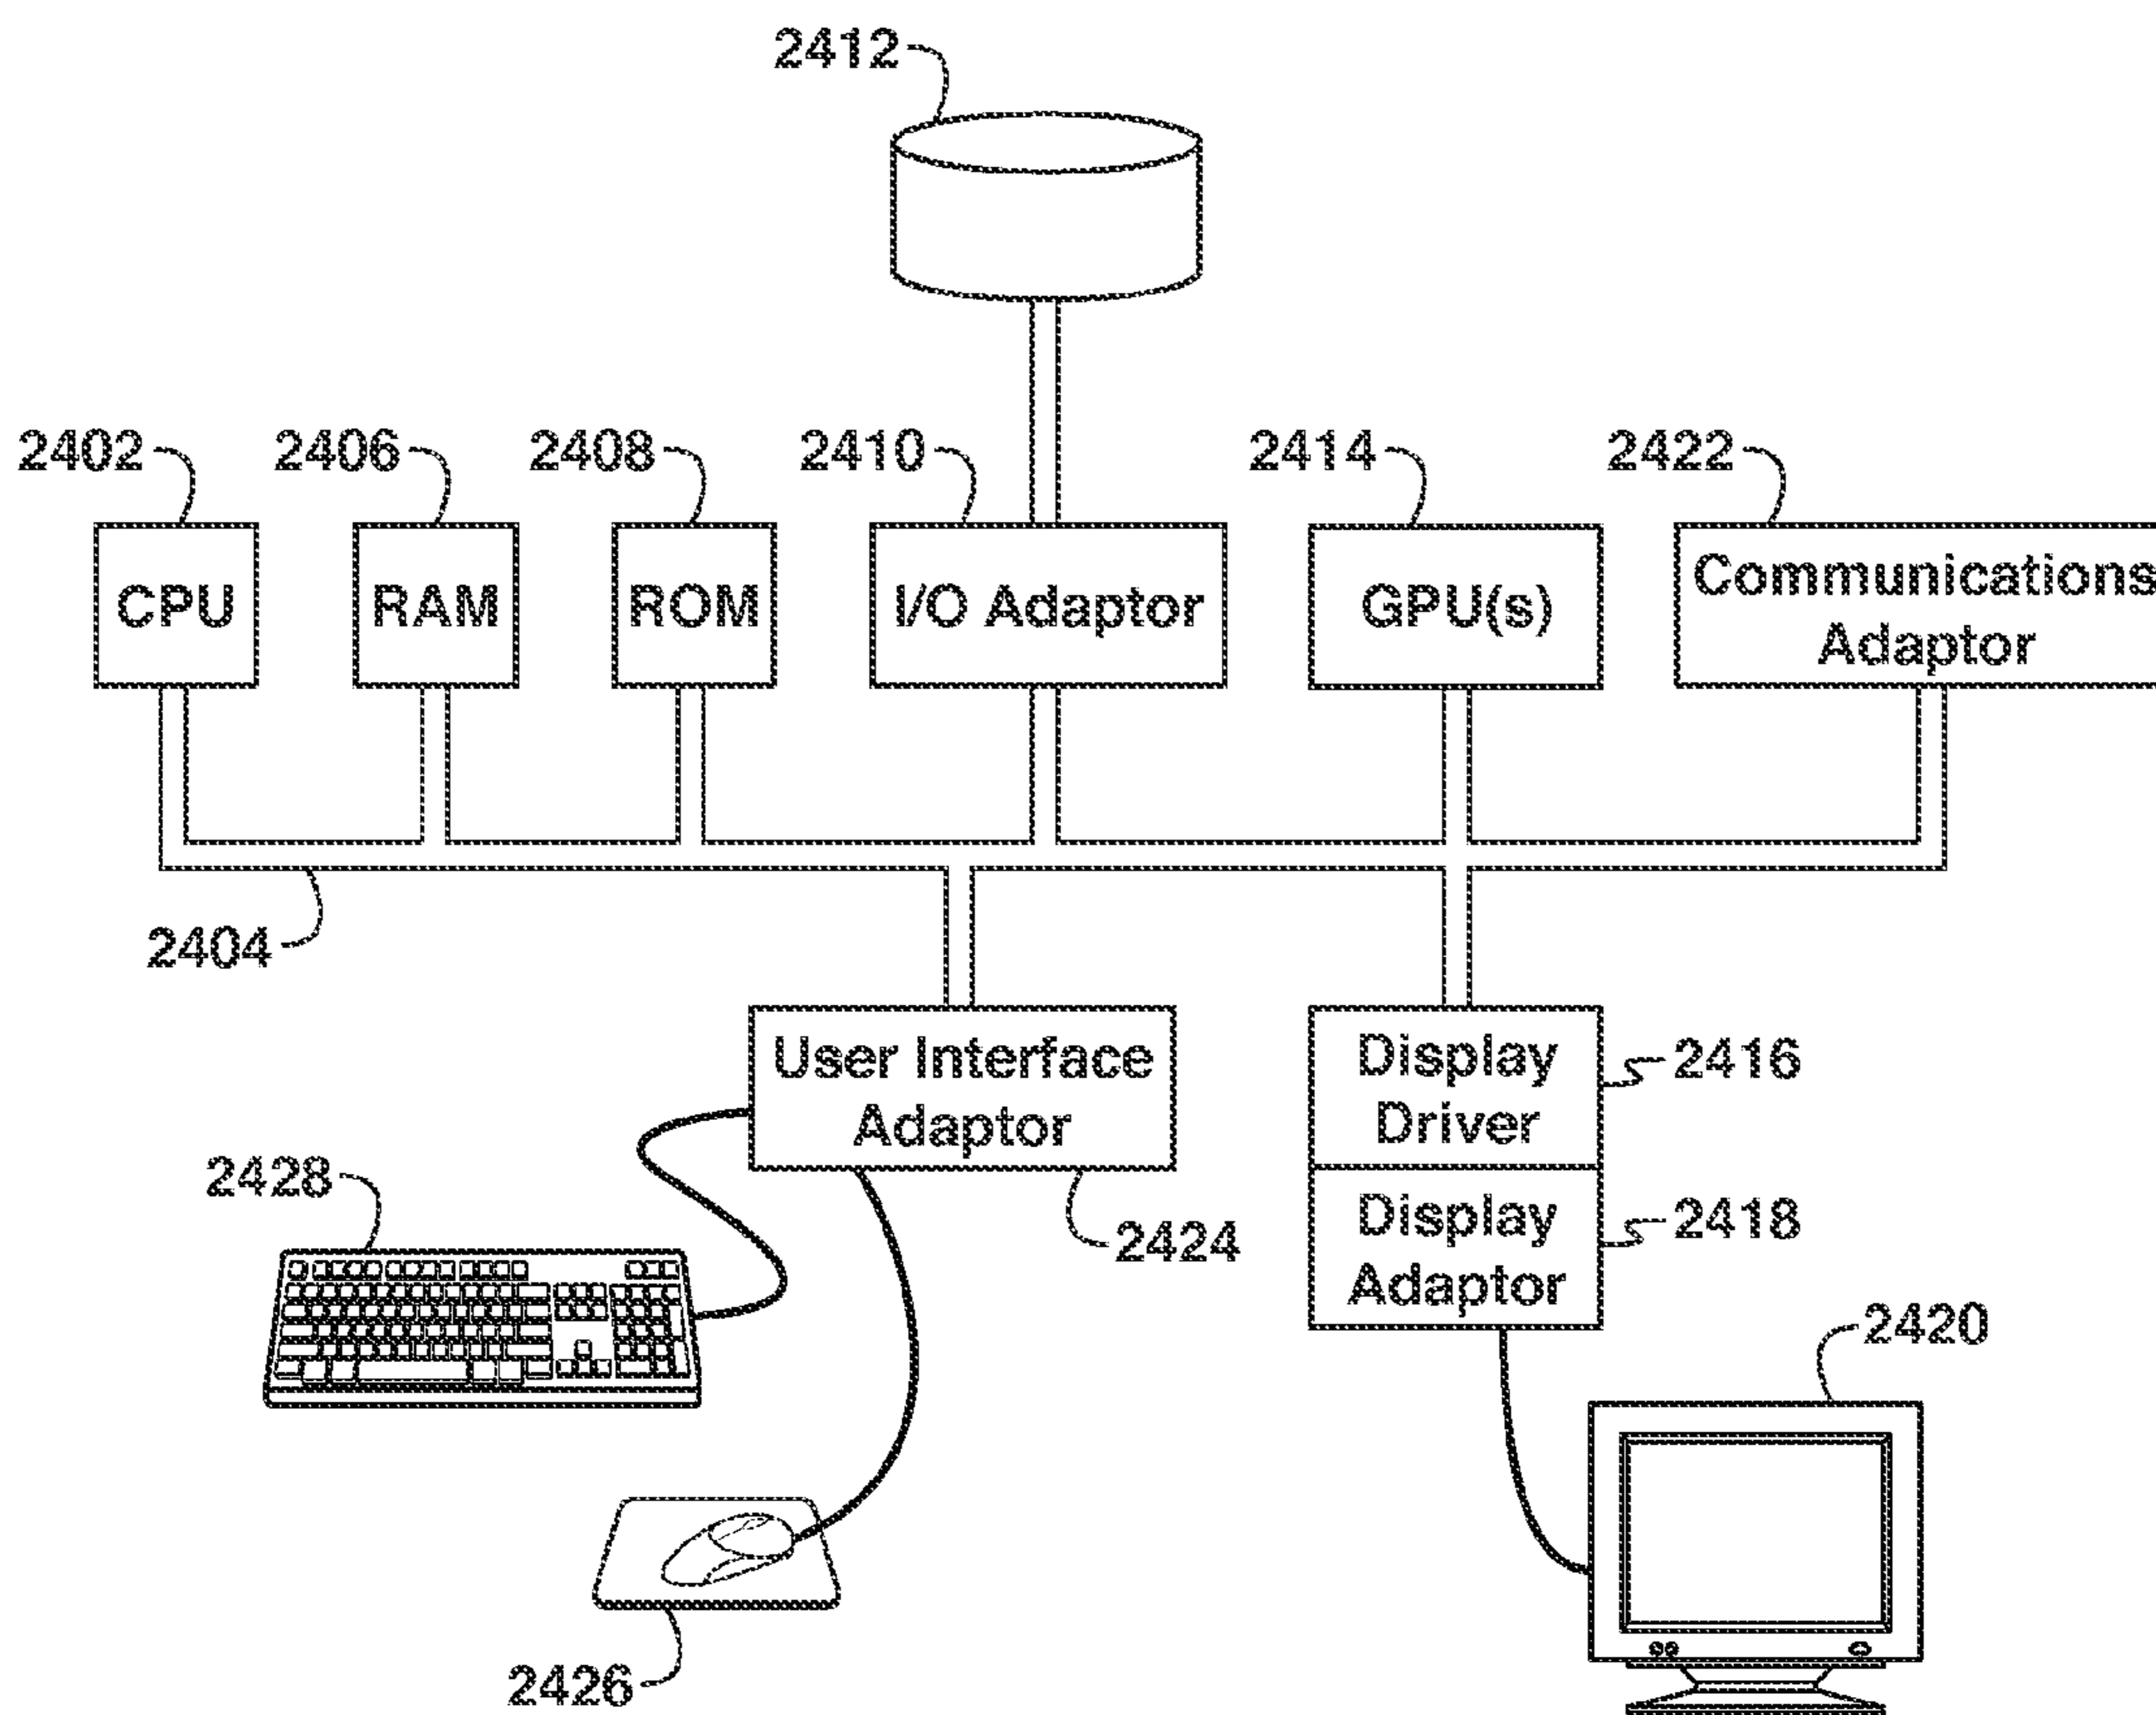 2412
2402
2406
2408
2410
2414
2422
CPU
RAM
ROM
I/O Adaptor
GPU(s)
Communications
Adaptor
2404
User Interface
Adaptor
Display
Driver
2416
2428
2424
Display
Adaptor
2418
2420
2426